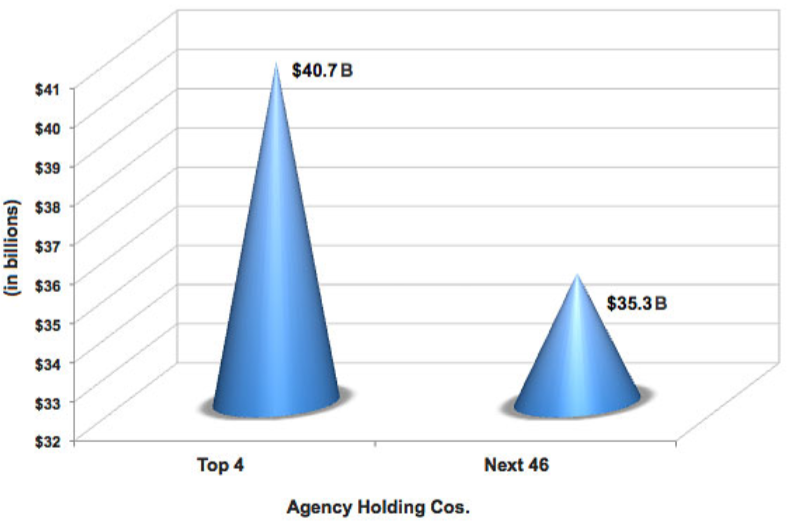 $40.7 B
$41
$40
$39
$38
$37
$36
$35
$34
$33
$32
(in billions)
$35.3 B
Top 4
Next 46
Agency Holding Cos.